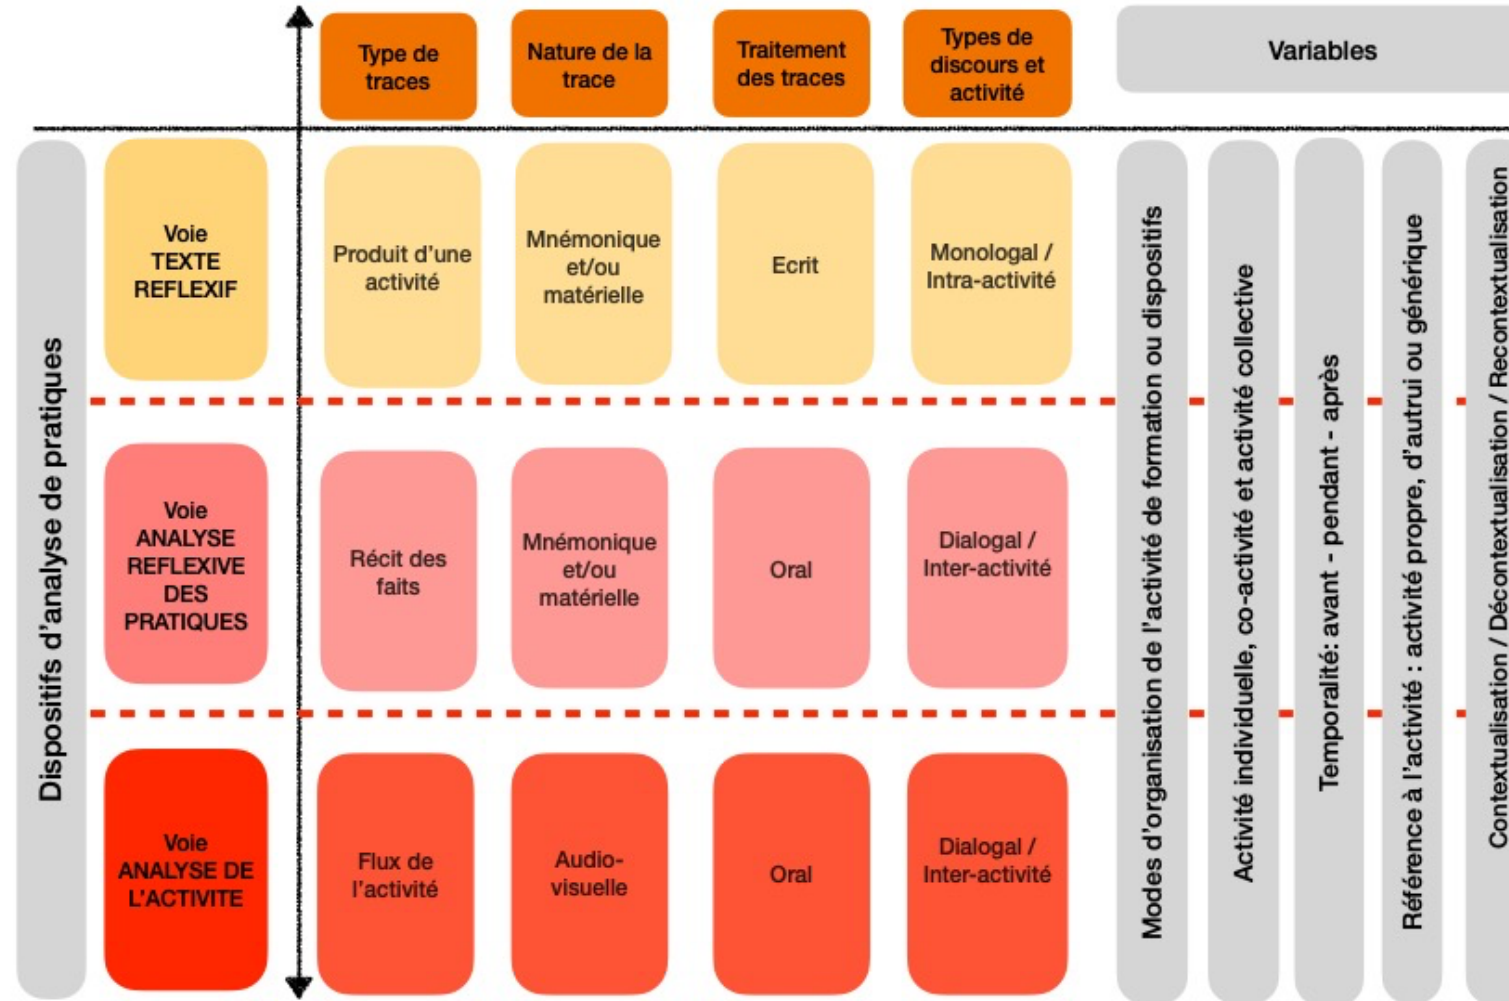 Type de
traces
Nature de la
trace
Traitement
des traces
Types de
discours et
activité
Variables
Dispositifs d'analyse de pratiques
Voie
TEXTE
REFLEXIF
Produit d'une
activité
Mnémonique
et/ou
matérielle
Ecrit
Monologal /
Intra-activité
Voie
ANALYSE
REFLEXIVE
DES
PRATIQUES
Récit des
faits
Mnémonique
et/ou
matérielle
Oral
Dialogal /
Inter-activité
Voie
ANALYSE DE
L'ACTIVITE
Flux de
l'activité
Audio-
visuelle
Oral
Dialogal /
Inter-activité
Modes d'organisation de l'activité de formation ou dispositifs
Activité individuelle, co-activité et activité collective
Temporalité: avant - pendant - après
Référence à l'activité : activité propre, d'autrui ou générique
Contextualisation / Décontextualisation / Recontextualisation